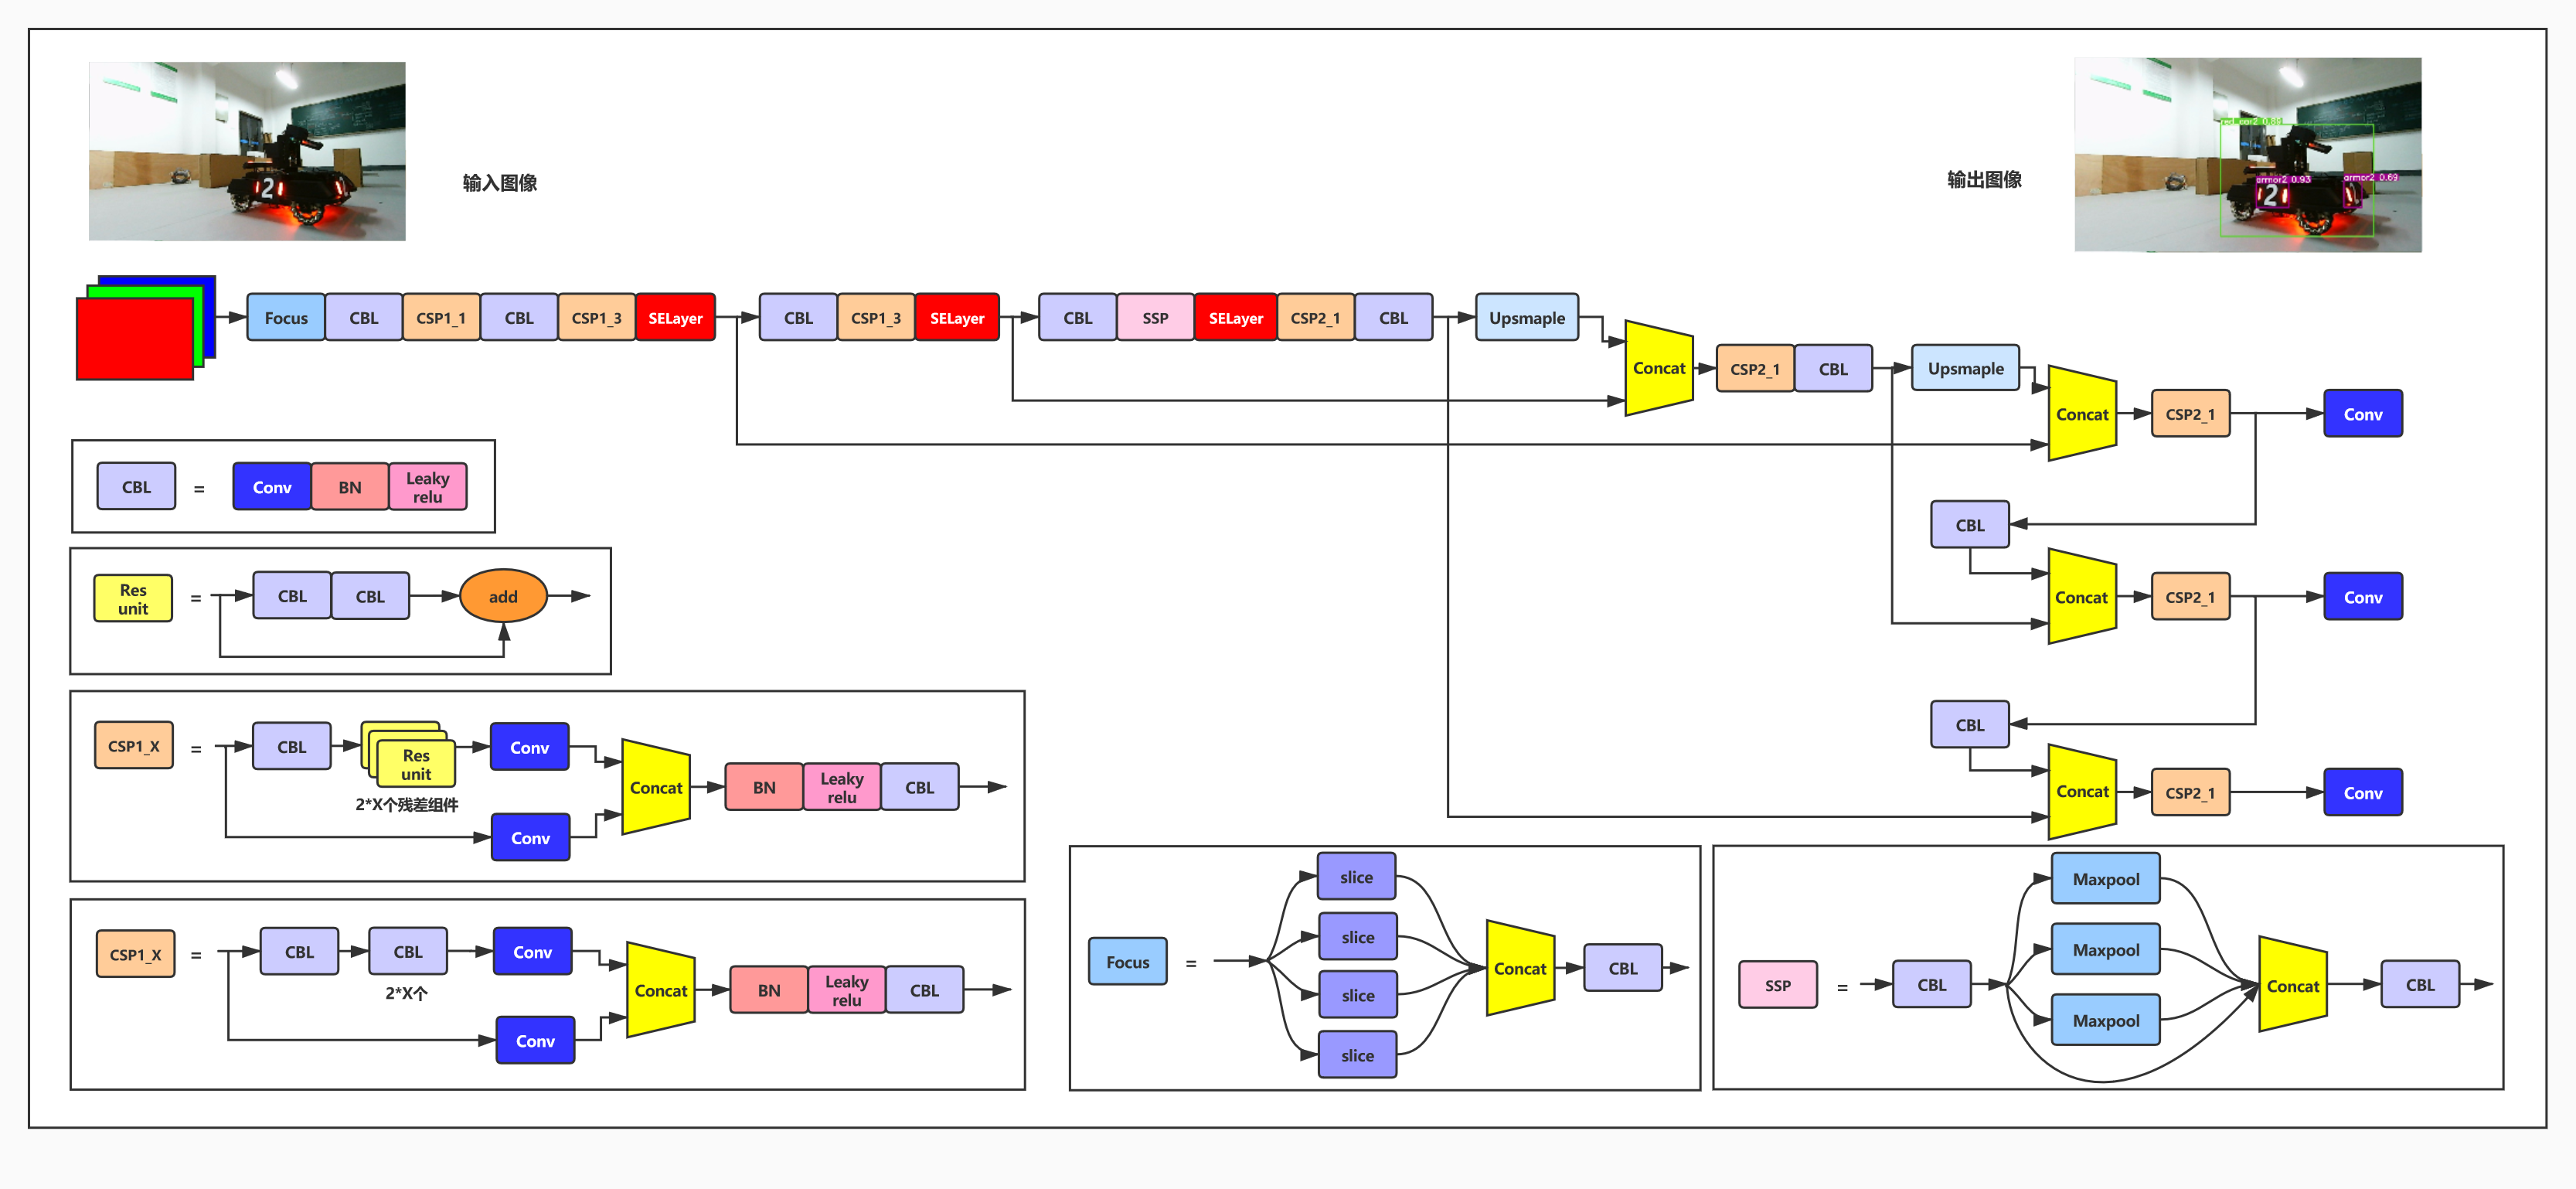 输入图像
输出图像
2
red_car2 0.89
armor2 0.93
armor2 0.69
2
Focus
CBL
CSP1_1
CBL
CSP1_3
SELayer
CBL
CSP1_3
SELayer
CBL
SSP
SELayer
CSP2_1
CBL
Upsmaple
Concat
CSP2_1
CBL
Upsmaple
Concat
CSP2_1
Conv
CBL
Concat
CSP2_1
Conv
CBL
Concat
CSP2_1
Conv
CBL
=
Conv
BN
Leaky
relu
Res
unit
=
CBL
CBL
add
CSP1_X
=
CBL
Res
unit
2*X个残差组件
Conv
Conv
Concat
BN
Leaky
relu
CBL
CSP1_X
=
CBL
CBL
2*X个
Conv
Conv
Concat
BN
Leaky
relu
CBL
Focus
=
slice
slice
slice
slice
Concat
CBL
SSP
=
CBL
Maxpool
Maxpool
Maxpool
Concat
CBL